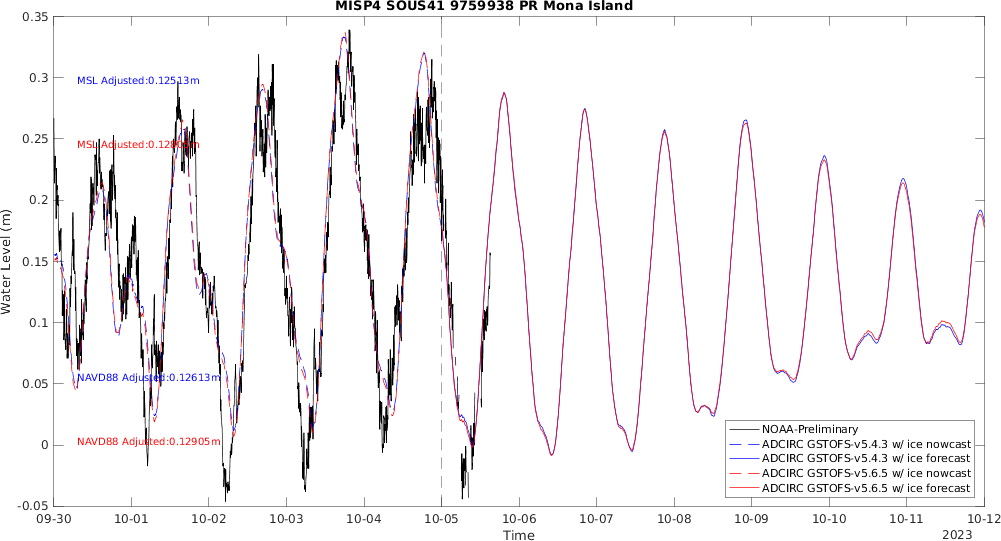 MISP4 SOUS41 9759938 PR Mona Island
0.35
0.3
0.25
0.2
0.15
0.1
0.05
0
-0.05
Water Level (m)
MSL Adjusted:0.12513m
MSL
NAVD88 Adjusted:0.12613m
NAVD88 Adjusted:0.12905m
NOAA-Preliminary
ADCIRC GSTOFS-v5.4.3 w/ ice nowcast
ADCIRC GSTOFS-v5.4.3 w/ ice forecast
ADCIRC GSTOFS-v5.6.5 w/ ice nowcast
ADCIRC GSTOFS-v5.6.5 w/ ice forecast
09-30 10-01 10-02 10-03 10-04 10-05 10-06 10-07 10-08 10-09 10-10 10-11 10-12
Time
2023